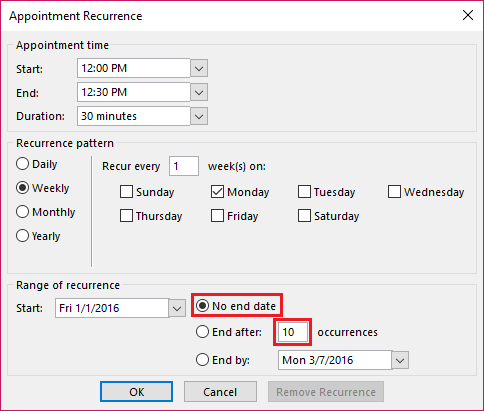 Appointment Recurrence
Appointment time
Start: 12:00 PM
End: 12:30 PM
Duration: 30 minutes
Recurrence pattern
Daily
Recur every 1 week(s) on:
Weekly
Sunday Monday Tuesday Wednesday
Monthly
Thursday Friday Saturday
Yearly
Range of recurrence
Start: Fri 1/1/2016 No end date
End after: 10 occurrences
End by: Mon 3/7/2016
OK Cancel Remove Recurrence